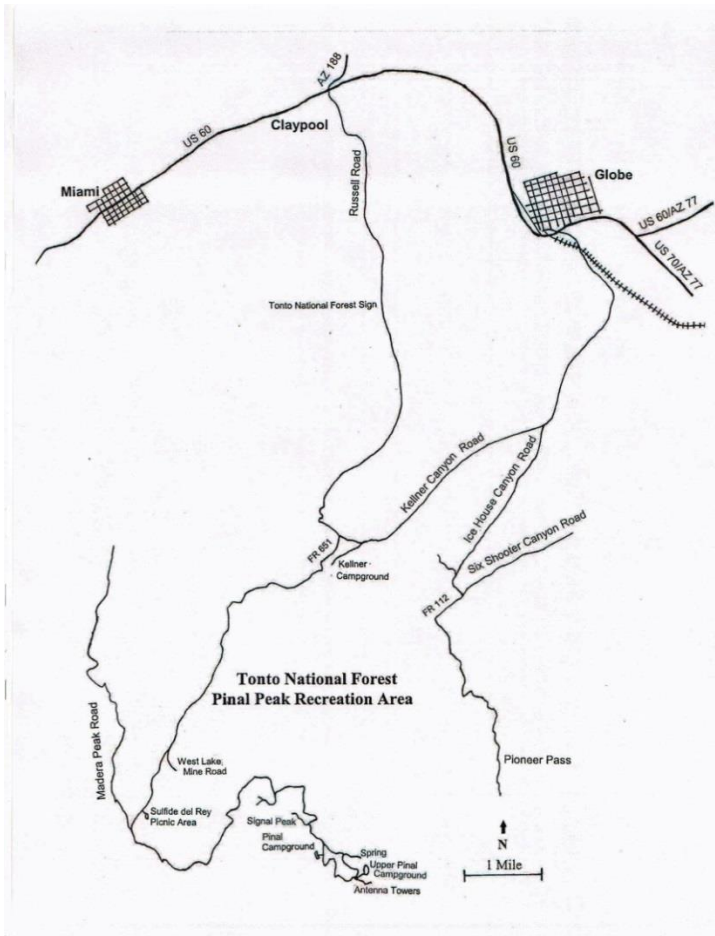 AZ 188
US 60
Claypool
Miami
Russell Road
US 60
Globe
US 60/AZ 77
US 70/AZ 77
Tonto National Forest Sign
Kellner Canyon Road
Ice House Canyon Road
Six Shooter Canyon Road
FR 651
Kellner
Campground
FR 112
Tonto National Forest
Pinal Peak Recreation Area
Madera Peak Road
West Lake,
Mine Road
Pioneer Pass
Sulfide del Rey
Picnic Area
Signal Peak
Pinal
Campground
Spring
Upper Pinal
Campground
Antenna Towers
N
1 Mile